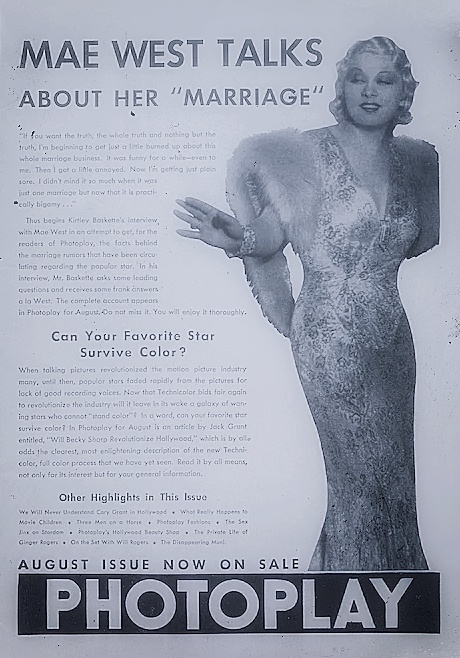 MAE WEST TALKS
ABOUT HER "MARRIAGE"
"If you want the truth, the whole truth and nothing but the
truth, I'm beginning to get just a little burned up about this
whole marriage business. It was funny for a while—even to
me. Then I got a little annoyed. Now I'm getting just plain
sore. I didn't mind it so much when it was
just one marriage but now that it is practi-
cally bigamy . . ."
Thus begins Kirtley Baskette's interview
with Mae West in an attempt to get, for the
readers of Photoplay, the facts behind
the marriage rumors that have been circu-
lating regarding the popular star. In his
interview, Mr. Baskette asks some leading
questions and receives some frank answers
a la West. The complete account appears
in Photoplay for August. Do not miss it. You will enjoy it thoroughly.
Can Your Favorite Star
Survive Color?
When talking pictures revolutionized the motion picture industry
many, until then, popular stars faded rapidly from the pictures for
lack of good recording voices. Now that Technicolor bids fair again
to revolutionize the industry will it leave in its wake a galaxy of wan-
ing stars who cannot "stand color"? In a word, can your favorite star
survive color? In Photoplay for August is an article by Jack Grant
entitled, "Will Becky Sharp Revolutionize Hollywood," which is by all
odds the clearest, most enlightening description of the new Techni-
color, full color process that we have yet seen. Read it by all means,
not only for its interest but for your general information.
Other Highlights in This Issue
We Will Never Understand Cary Grant in Hollywood • What Really Happens to
Movie Children • Three Men on a Horse • Photoplay Fashions • The Sex
Jinx on Stardom • Photoplay's Hollywood Beauty Shop • The Private Life of
Ginger Rogers • On the Set With Will Rogers • The Disappearing Muni.
AUGUST ISSUE NOW ON SALE
PHOTOPLAY